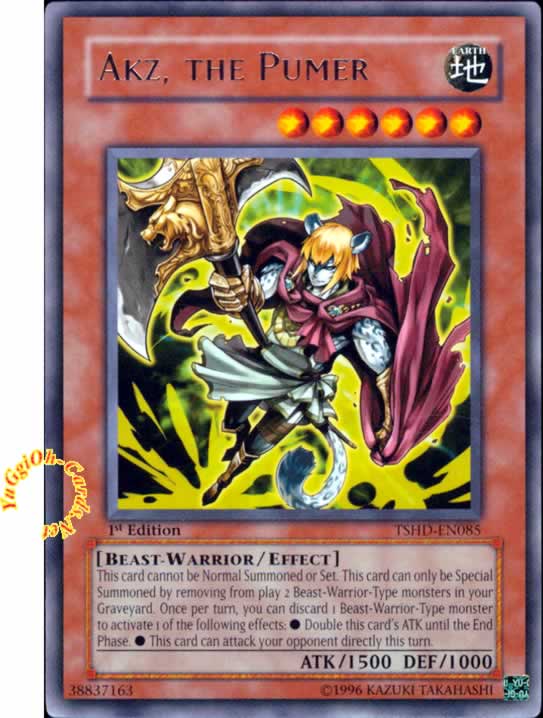 AKZ, THE PUMER
EARTH
地
YuGgiOh-Cards.Net
1st Edition
TSHD-EN085
[BEAST-WARRIOR/EFFECT]
This card cannot be Normal Summoned or Set. This card can only be Special
Summoned by removing from play 2 Beast-Warrior-Type monsters in your
Graveyard. Once per turn, you can discard 1 Beast-Warrior-Type monster
to activate 1 of the following effects: ● Double this card's ATK until the End
Phase. ● This card can attack your opponent directly this turn.
ATK/1500 DEF/1000
38837163
©1996 KAZUKI TAKAHASHI